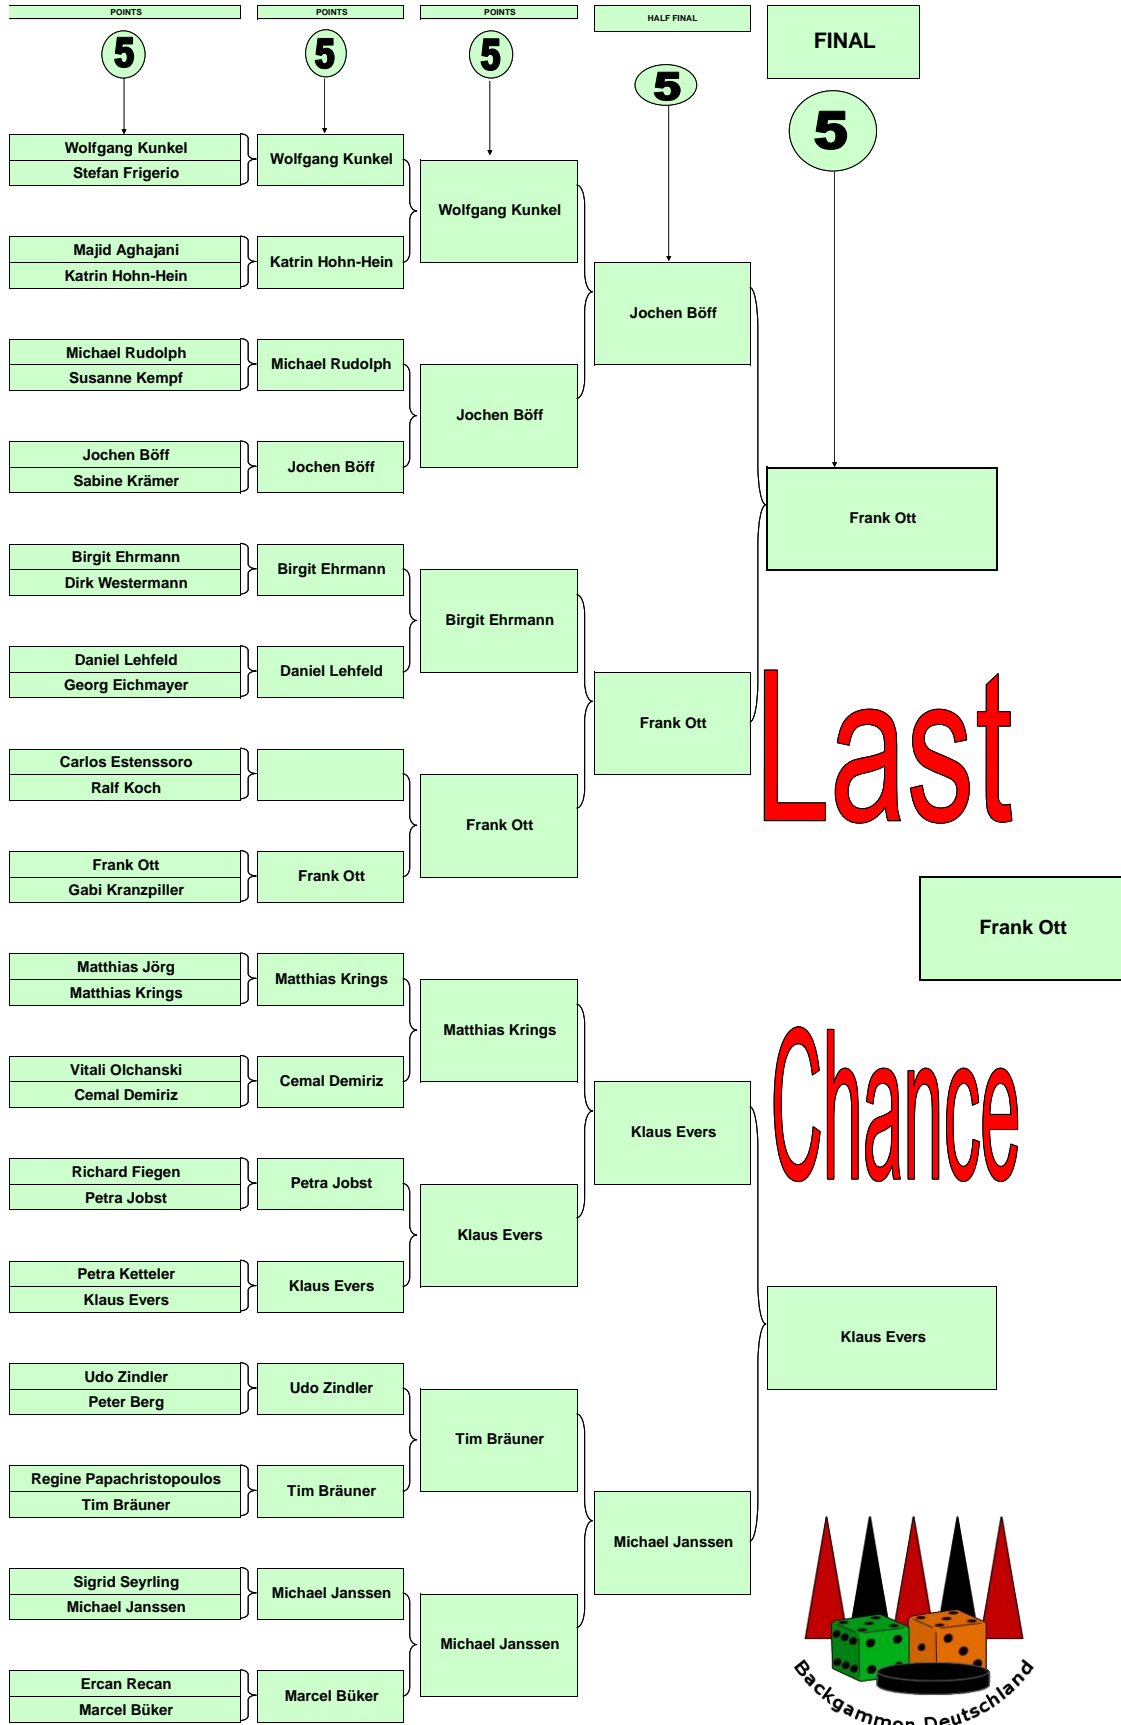 POINTS
POINTS
POINTS
HALF FINAL
FINAL
5
5
5
5
5
Wolfgang Kunkel
Stefan Frigerio
Majid Aghajani
Katrin Hohn-Hein
Michael Rudolph
Susanne Kempf
Jochen Böff
Sabine Krämer
Birgit Ehrmann
Dirk Westermann
Daniel Lehfeld
Georg Eichmayer
Carlos Estenssoro
Ralf Koch
Frank Ott
Gabi Kranzpiller
Matthias Jörg
Matthias Krings
Vitali Olchanski
Cemal Demiriz
Richard Fiegen
Petra Jobst
Petra Ketteler
Klaus Evers
Udo Zindler
Peter Berg
Regine Papachristopoulos
Tim Bräuner
Sigrid Seyrling
Michael Janssen
Ercan Recan
Marcel Büker
Wolfgang Kunkel
Katrin Hohn-Hein
Michael Rudolph
Jochen Böff
Birgit Ehrmann
Daniel Lehfeld
Frank Ott
Matthias Krings
Cemal Demiriz
Petra Jobst
Klaus Evers
Udo Zindler
Tim Bräuner
Michael Janssen
Marcel Büker
Wolfgang Kunkel
Jochen Böff
Birgit Ehrmann
Frank Ott
Matthias Krings
Klaus Evers
Tim Bräuner
Michael Janssen
Jochen Böff
Frank Ott
Klaus Evers
Michael Janssen
Frank Ott
Last
Frank Ott
Chance
Klaus Evers
Backgammon Deutschland